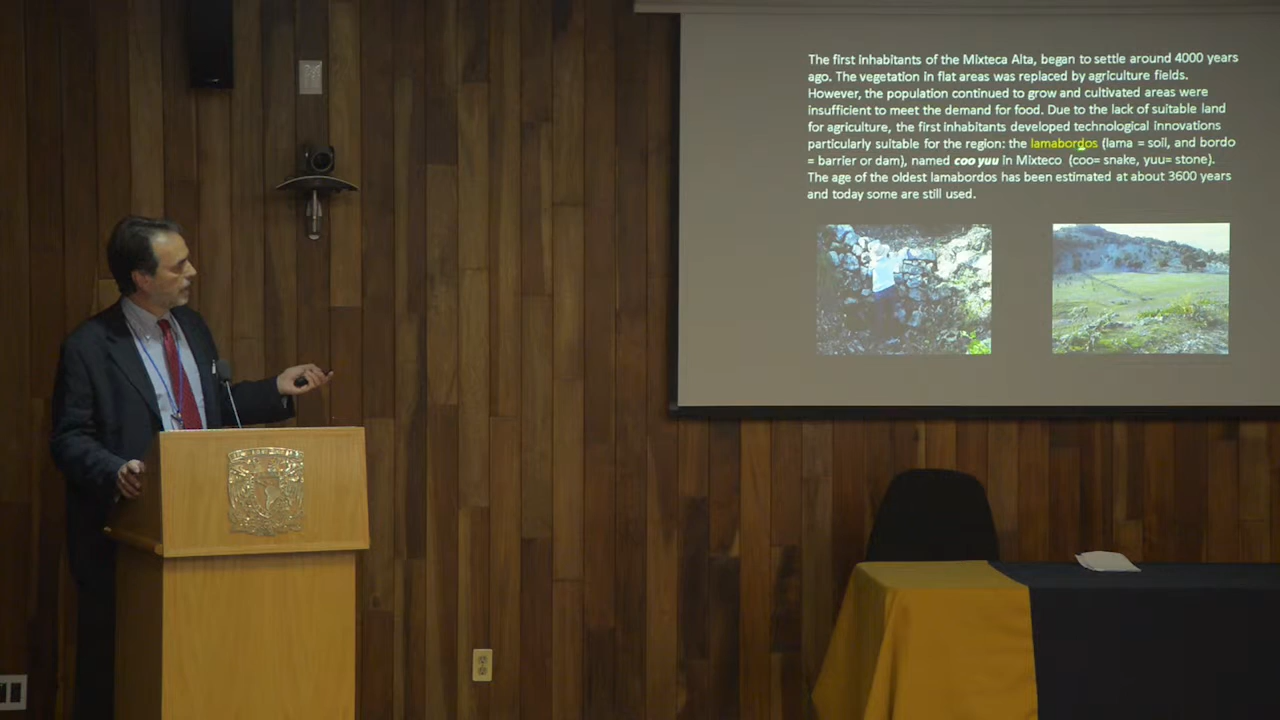 The first inhabitants of the Mixteca Alta, began to settle around 4000 years
ago. The vegetation in flat areas was replaced by agriculture fields.
However, the population continued to grow and cultivated areas were
insufficient to meet the demand for food. Due to the lack of suitable land
for agriculture, the first inhabitants developed technological innovations
particularly suitable for the region: the lamabordos (lama = soil, and bordo
= barrier or dam), named coo yuu in Mixteco (coo= snake, yuu= stone).
The age of the oldest lamabordos has been estimated at about 3600 years
and today some are still used.